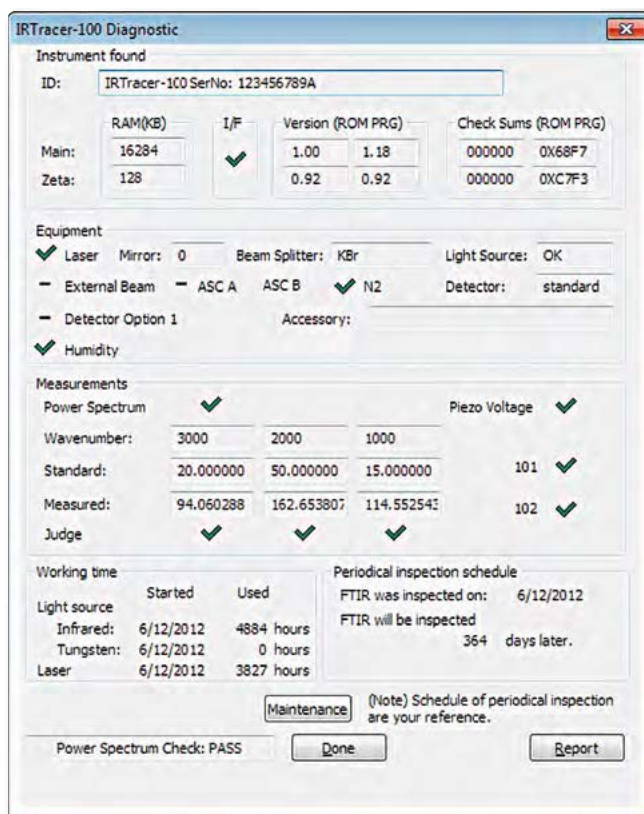 IRTracer-100 Diagnostic
Instrument found
ID: IRTracer-100 SerNo: 123456789A
RAM(KB) I/F Version (ROM PRG) Check Sums (ROM PRG)
Main: 16284 1.00 1.18 000000 0X68F7
Zeta: 128 0.92 0.92 000000 0XC7F3
Equipment
Laser Mirror: 0 Beam Splitter: KBr Light Source: OK
External Beam ASC A ASC B N2 Detector: standard
Detector Option 1 Accessory:
Humidity
Measurements
Power Spectrum Piezo Voltage
Wavenumber: 3000 2000 1000
Standard: 20.000000 50.000000 15.000000 101
Measured: 94.060288 162.653807 114.552543 102
Judge
Working time Periodical inspection schedule
Started Used FTIR was inspected on: 6/12/2012
Light source FTIR will be inspected
Infrared: 6/12/2012 4884 hours 364 days later.
Tungsten: 6/12/2012 0 hours
Laser 6/12/2012 3827 hours
Maintenance (Note) Schedule of periodical inspection
are your reference.
Power Spectrum Check: PASS Done Report